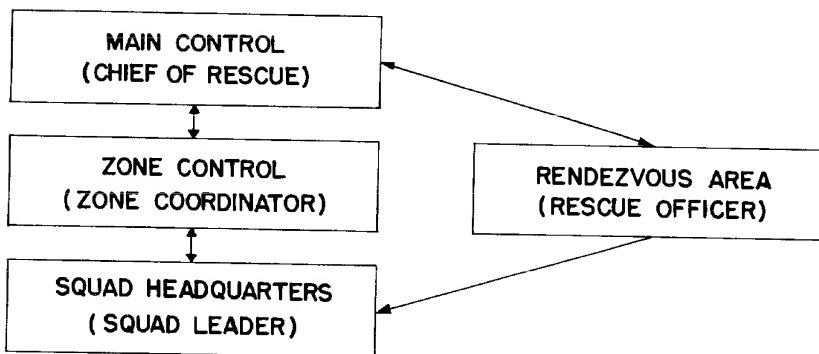 MAIN CONTROL
(CHIEF OF RESCUE)
ZONE CONTROL
(ZONE COORDINATOR)
RENDEZVOUS AREA
(RESCUE OFFICER)
SQUAD HEADQUARTERS
(SQUAD LEADER)